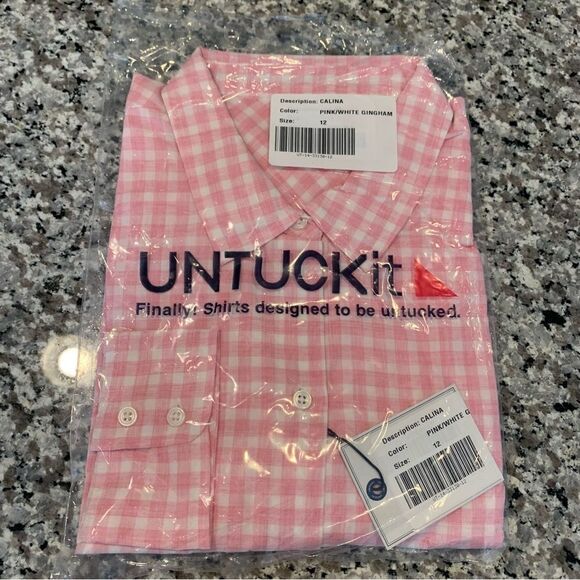 Description: CALINA
Color: PINK/WHITE GINGHAM
Size: 12
UNTUCKit
Finally! Shirts designed to be untucked.
Description: CALINA
Color: PINK/WHITE G
Size: 12